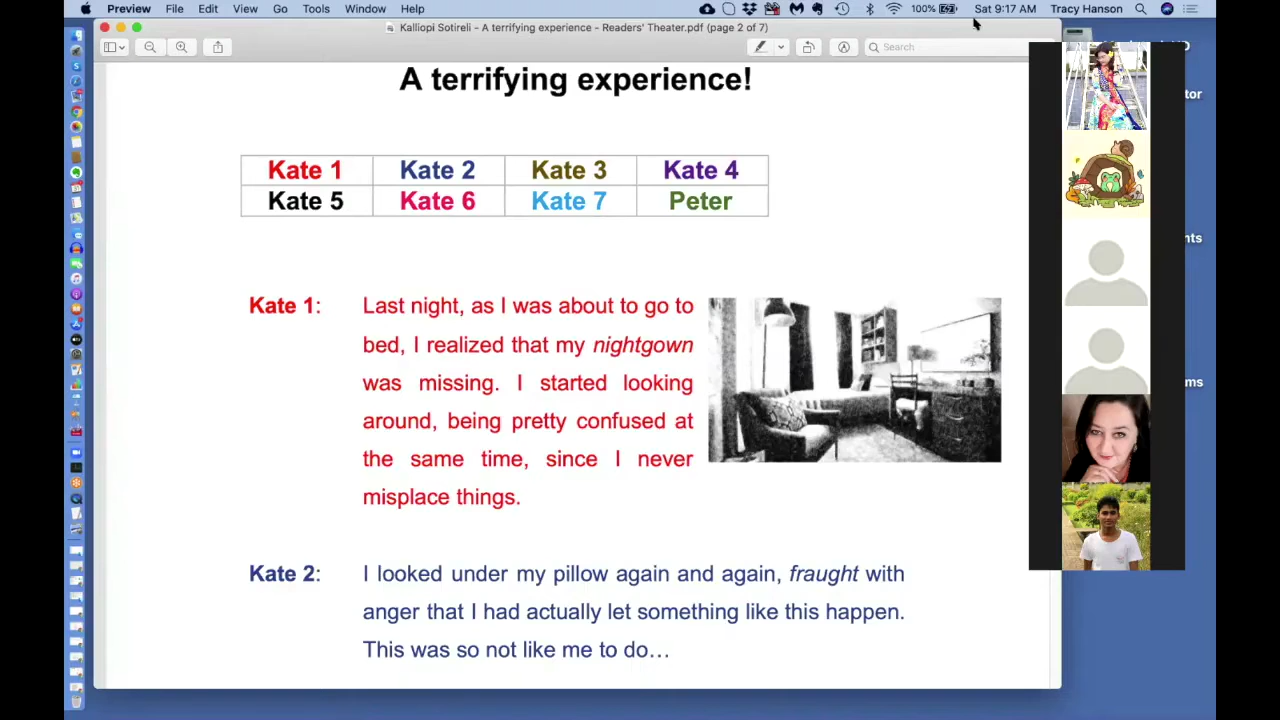 Preview File Edit View Go Tools Window Help 100% Sat 9:17 AM Tracy Hanson
Kalliopi Sotireli - A terrifying experience - Readers' Theater.pdf (page 2 of 7)
Search
A terrifying experience!
Kate 1 Kate 2 Kate 3 Kate 4
Kate 5 Kate 6 Kate 7 Peter
Kate 1: Last night, as I was about to go to
bed, I realized that my nightgown
was missing. I started looking
around, being pretty confused at
the same time, since I never
misplace things.
Kate 2: I looked under my pillow again and again, fraught with
anger that I had actually let something like this happen.
This was so not like me to do…
tor
nts
ms